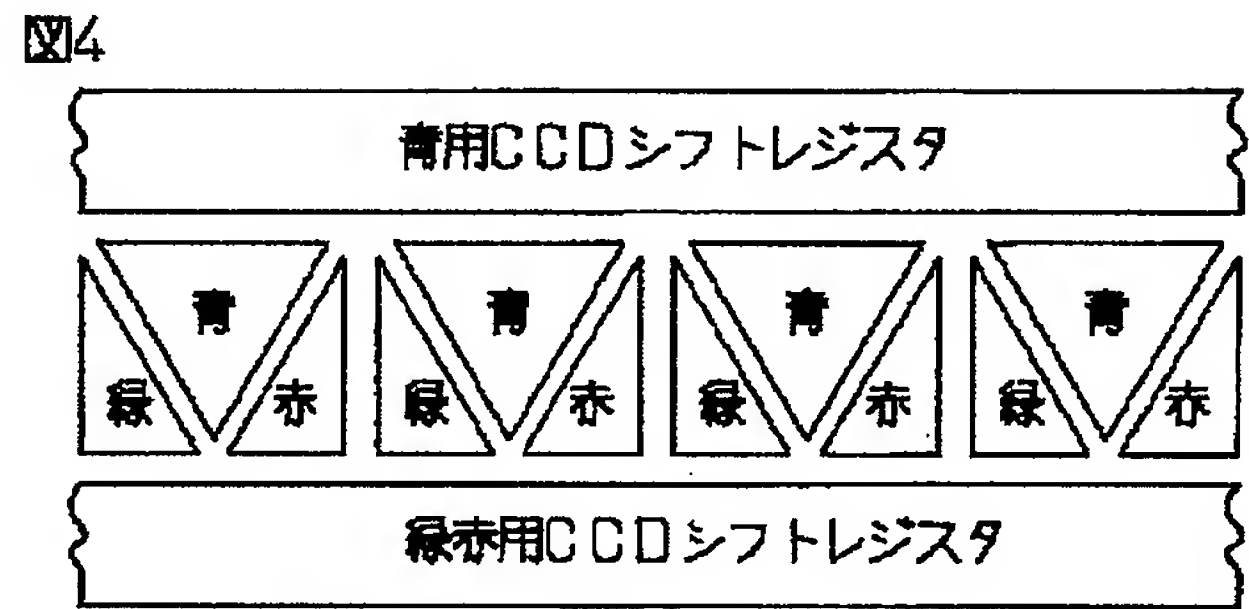 図4
青用CCDシフトレジスタ
青 青 青 青
緑 赤 緑 赤 緑 赤 緑 赤
緑赤用CCDシフトレジスタ